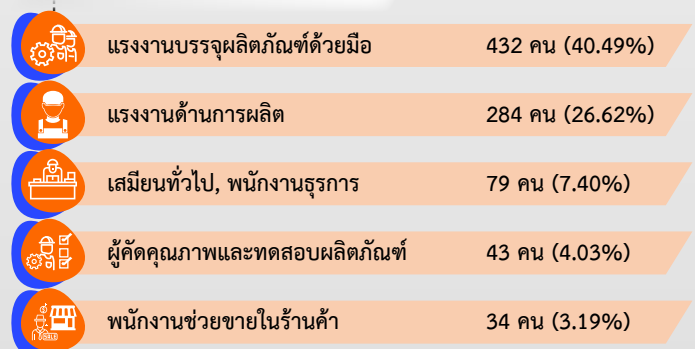 แรงงานบรรจุผลิตภัณฑ์ด้วยมือ 432 คน (40.49%)
แรงงานด้านการผลิต 284 คน (26.62%)
เสมียนทั่วไป, พนักงานธุรการ 79 คน (7.40%)
ผู้คัดคุณภาพและทดสอบผลิตภัณฑ์ 43 คน (4.03%)
พนักงานช่วยขายในร้านค้า 34 คน (3.19%)